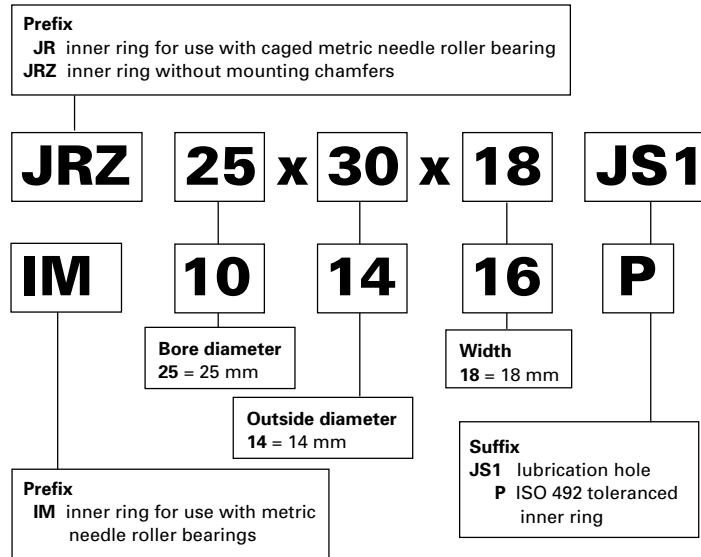 Prefix
JR inner ring for use with caged metric needle roller bearing
JRZ inner ring without mounting chamfers
JRZ 25 x 30 x 18 JS1
IM 10 14 16 P
Bore diameter
25 = 25 mm
Width
18 = 18 mm
Outside diameter
14 = 14 mm
Suffix
JS1 lubrication hole
P ISO 492 toleranced
inner ring
Prefix
IM inner ring for use with metric
needle roller bearings